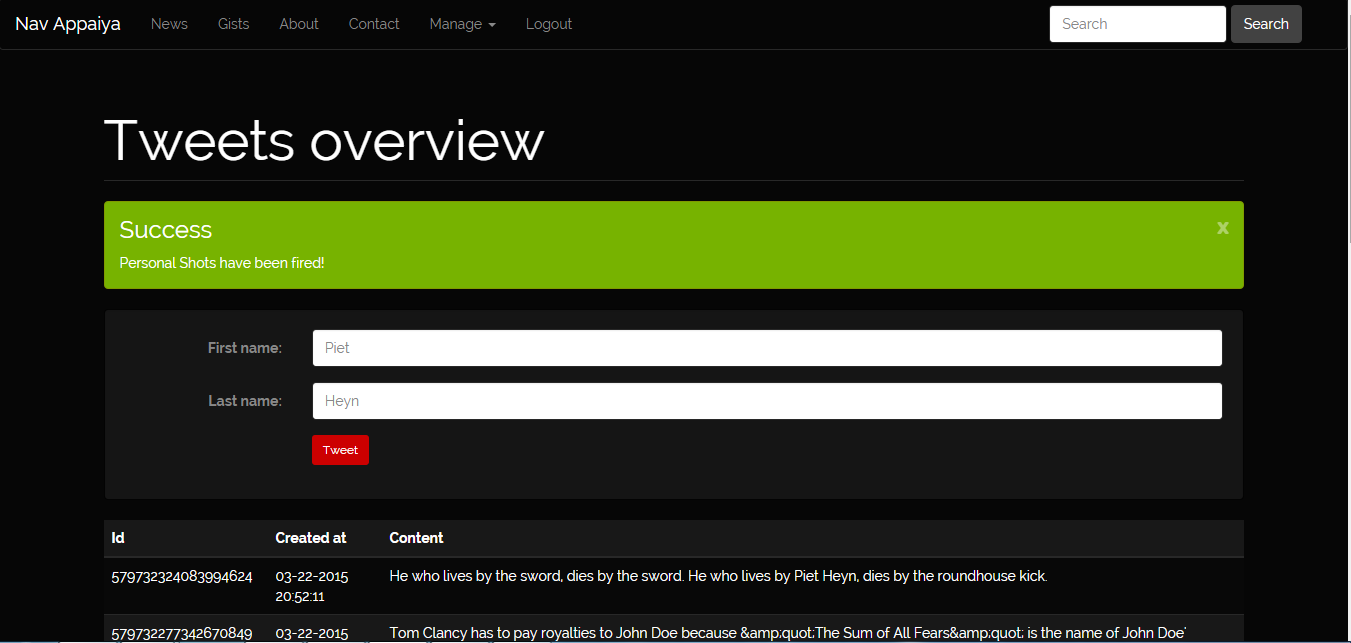 Nav Appaiya News Gists About Contact Manage Logout Search Search
Tweets overview
Success x
Personal Shots have been fired!
First name: Piet
Last name: Heyn
Tweet
Id Created at Content
579732324083994624 03-22-2015 He who lives by the sword, dies by the sword. He who lives by Piet Heyn, dies by the roundhouse kick.
20:52:11
579732277342670849 03-22-2015 Tom Clancy has to pay royalties to John Doe because &amp;quot;The Sum of All Fears&amp;quot; is the name of John Doe'